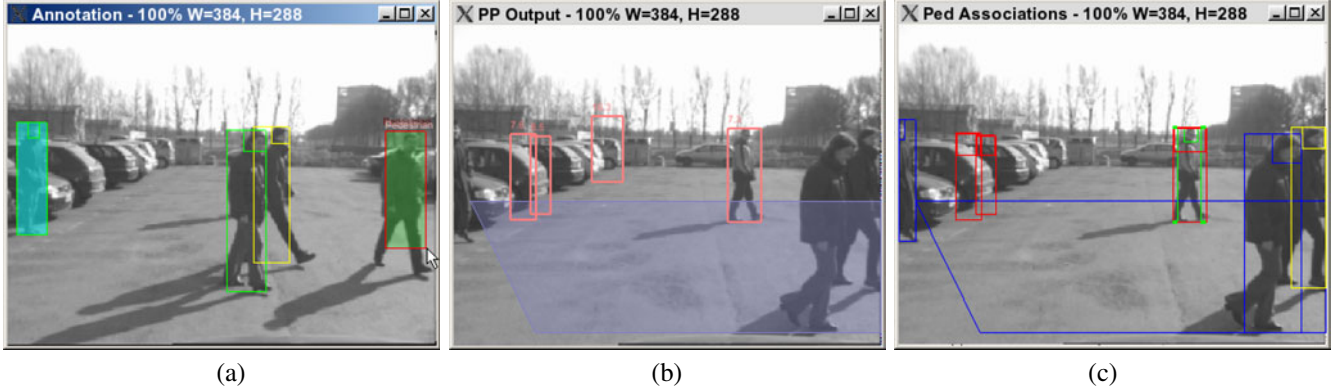 Annotation - 100% W=384, H=288
PP Output - 100% W=384, H=288
Ped Associations - 100% W=384, H=288
Pedestrian
(a)
(b)
(c)